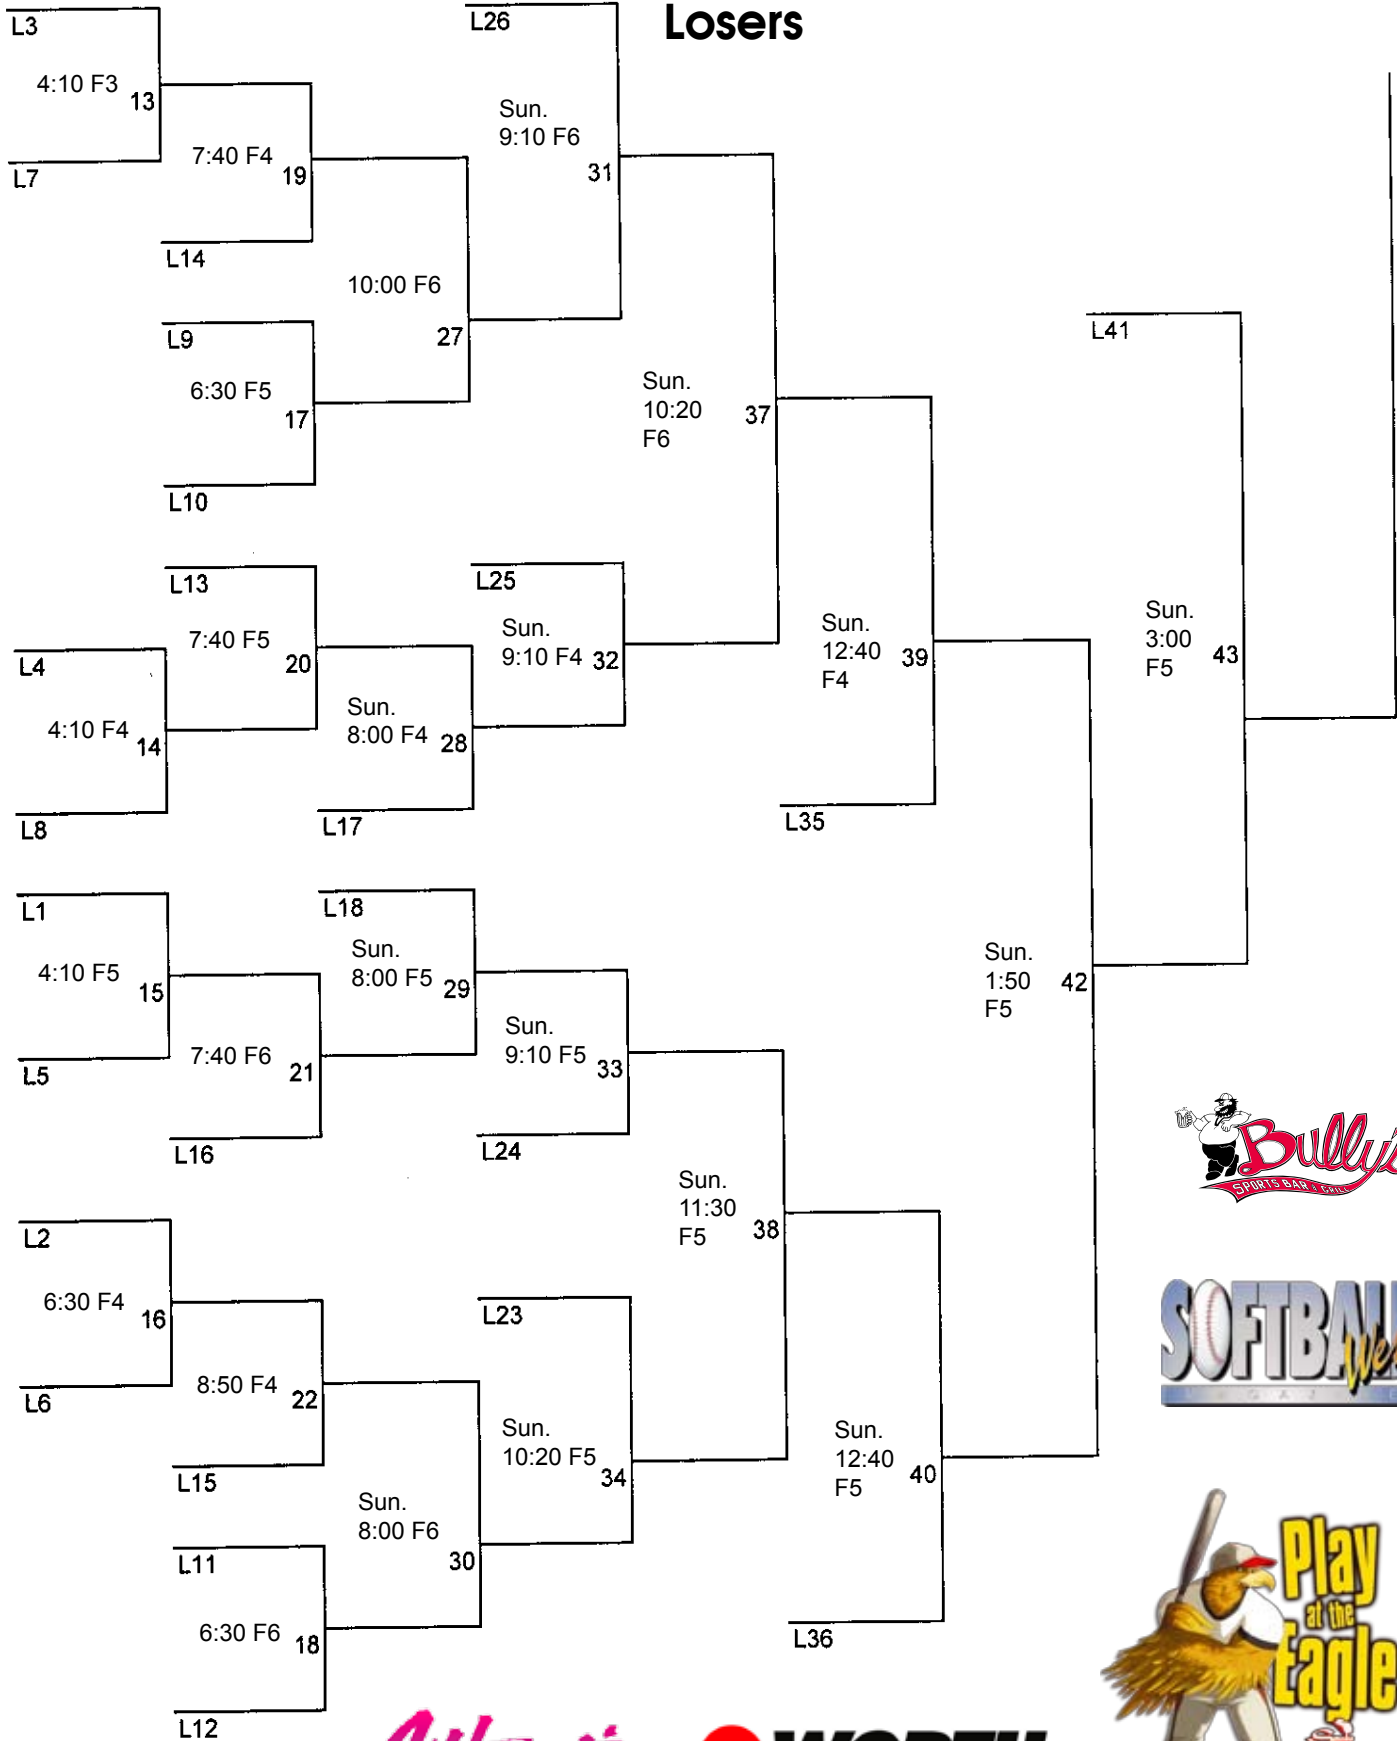 Losers
L3
4:10 F3
13
L7
7:40 F4
19
L14
L9
6:30 F5
17
L10
10:00 F6
27
L26
Sun.
9:10 F6
31
L13
7:40 F5
20
L4
4:10 F4
14
L8
Sun.
8:00 F4
28
L17
L25
Sun.
9:10 F4
32
Sun.
10:20
F6
37
Sun.
12:40
F4
39
L35
L1
4:10 F5
15
L5
7:40 F6
21
L16
L18
Sun.
8:00 F5
29
Sun.
9:10 F5
33
L24
L2
6:30 F4
16
L6
8:50 F4
22
L15
L11
6:30 F6
18
L12
Sun.
8:00 F6
30
L23
Sun.
10:20 F5
34
Sun.
11:30
F5
38
Sun.
12:40
F5
40
L36
Sun.
1:50
F5
42
L41
Sun.
3:00
F5
43
Bully's
SPORTS BAR & GRILL
SOFTBALL
Play
at the
Eagle
WORTH